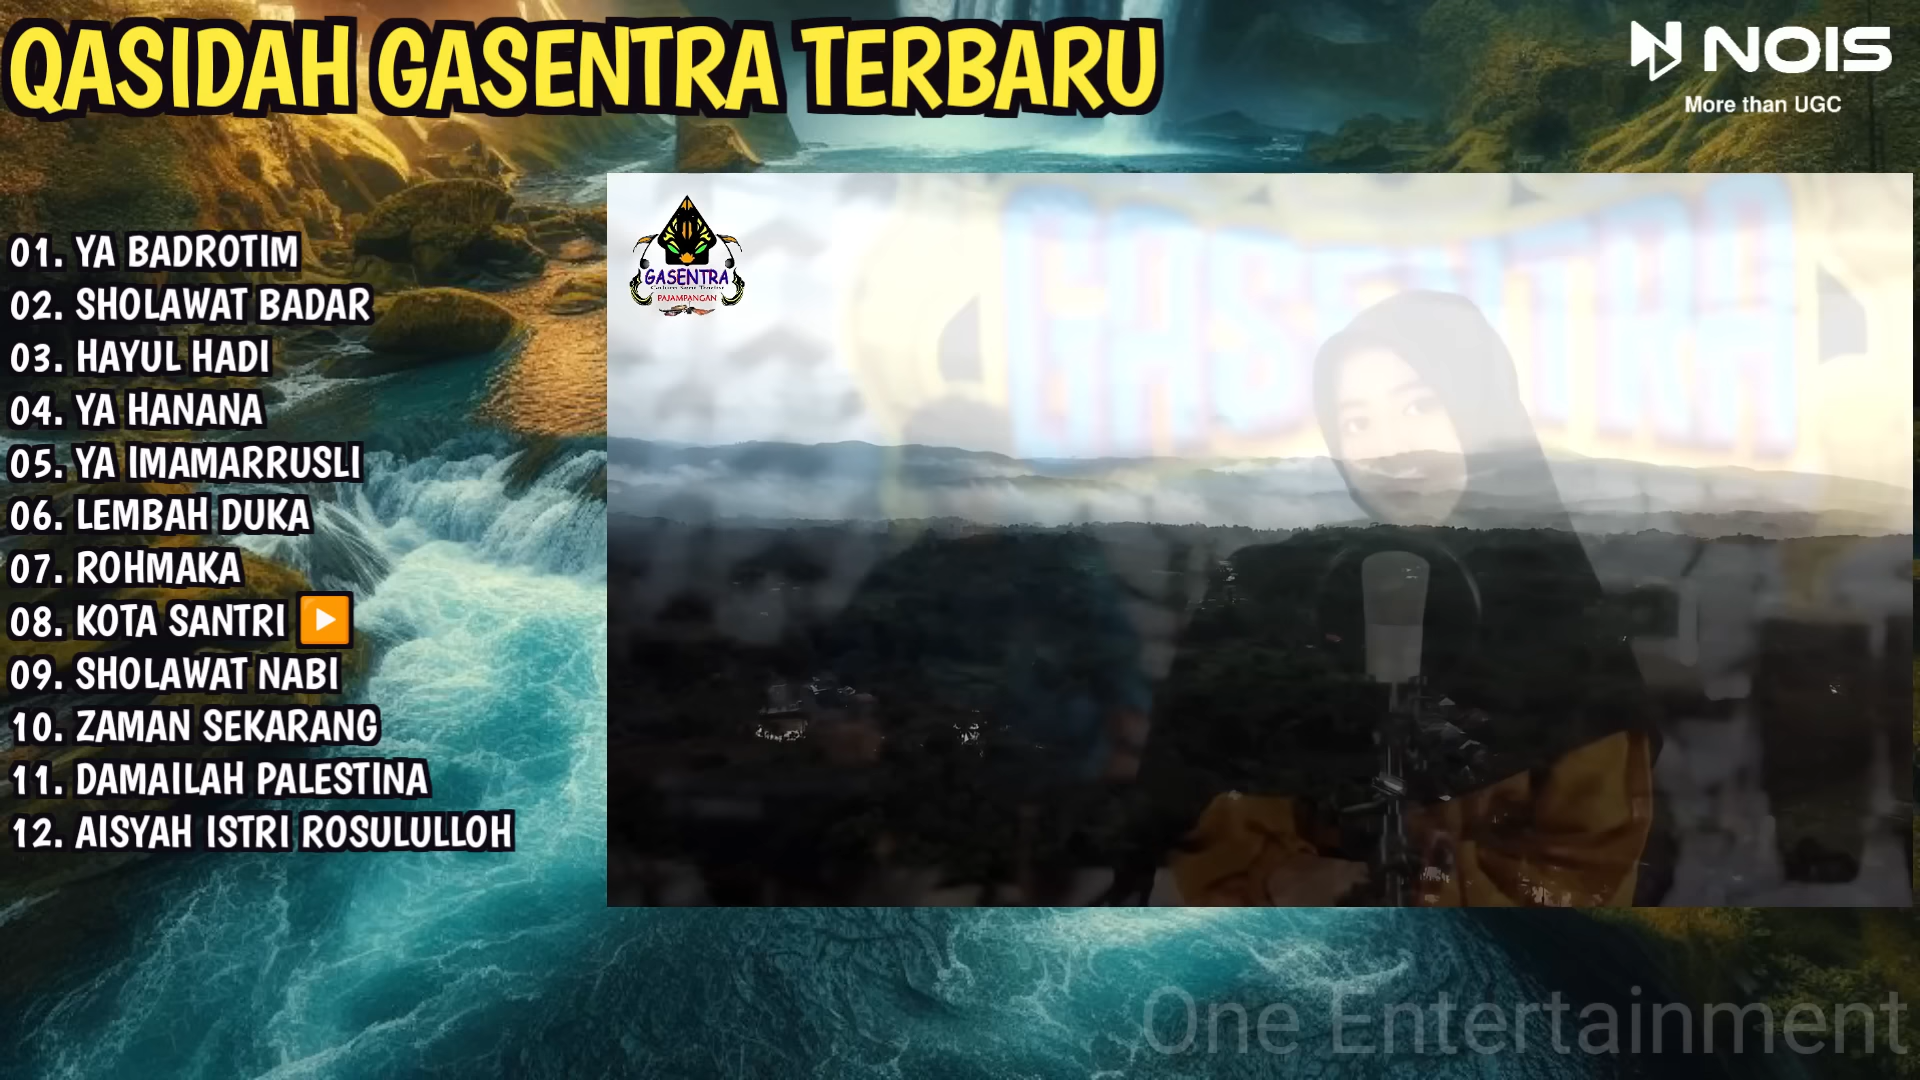 QASIDAH GASENTRA TERBARU
NOIS
More than UGC
01. YA BADROTIM
02. SHOLAWAT BADAR
03. HAYUL HADI
04. YA HANANA
05. YA IMAMARRUSLI
06. LEMBAH DUKA
07. ROHMAKA
08. KOTA SANTRI
09. SHOLAWAT NABI
10. ZAMAN SEKARANG
11. DAMAILAH PALESTINA
12. AISYAH ISTRI ROSULULLOH
GASENTRA
PAJAMPANGAN
GASENTRA
One Entertainment